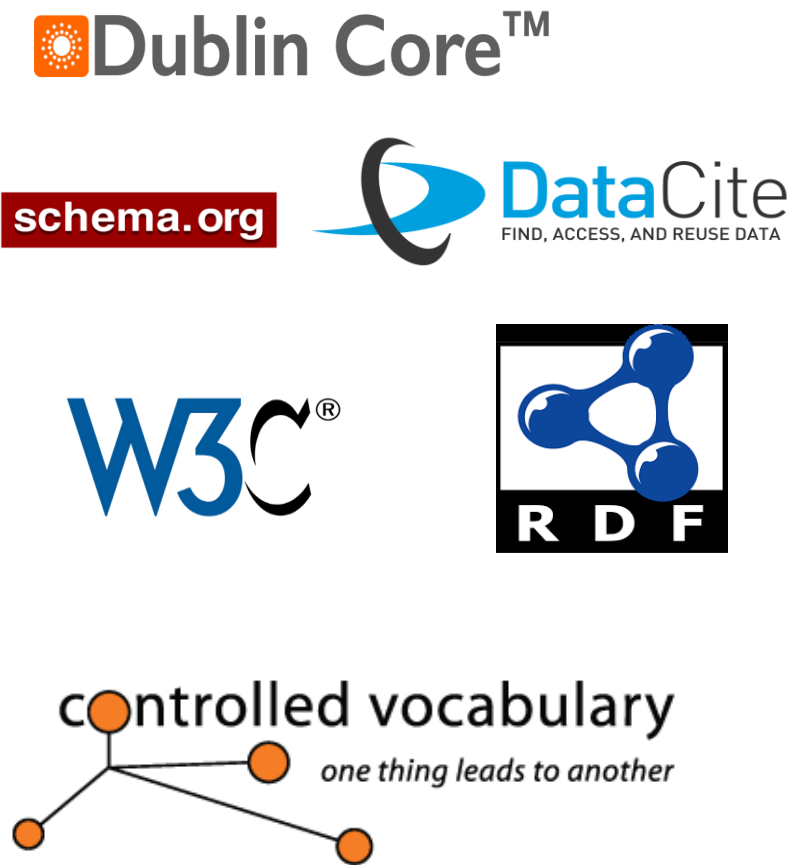 Dublin Core™
schema.org
DataCite
FIND, ACCESS, AND REUSE DATA
W3C®
RDF
controlled vocabulary
one thing leads to another